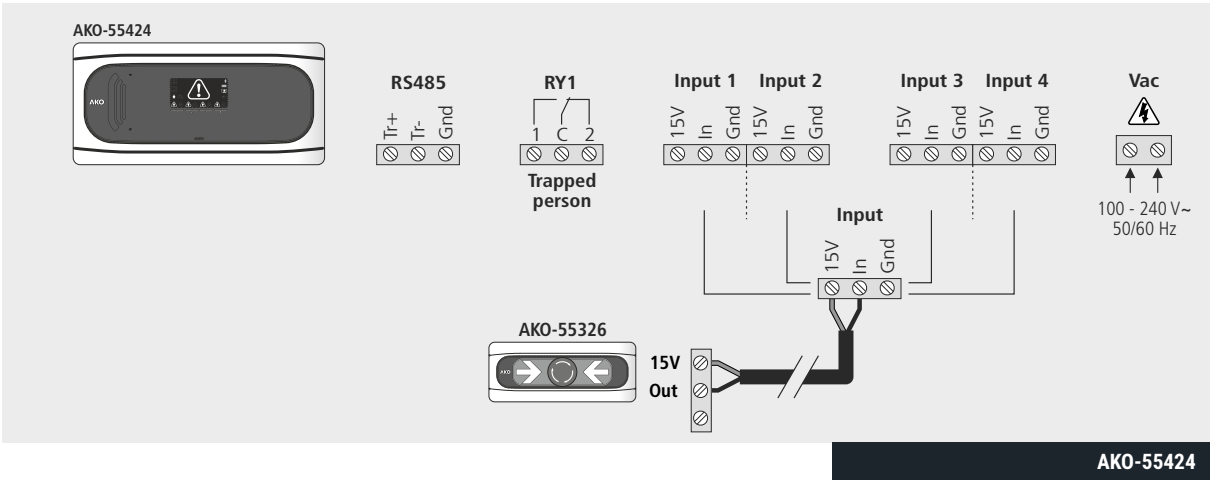 AKO-55424
AKO
RS485
Tr+ Tr- Gnd
RY1
1 C 2
Trapped
person
Input 1 Input 2
15V In Gnd 15V In Gnd
Input 3 Input 4
15V In Gnd 15V In Gnd
Vac
100 - 240 V~
50/60 Hz
Input
15V In Gnd
AKO-55326
AKO
15V
Out
AKO-55424